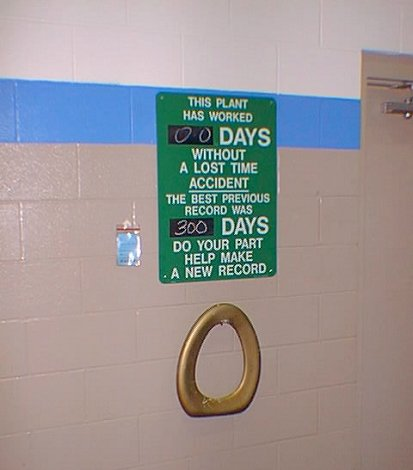 THIS PLANT
HAS WORKED
00 DAYS
WITHOUT
A LOST TIME
ACCIDENT
THE BEST PREVIOUS
RECORD WAS
300 DAYS
DO YOUR PART
HELP MAKE
A NEW RECORD